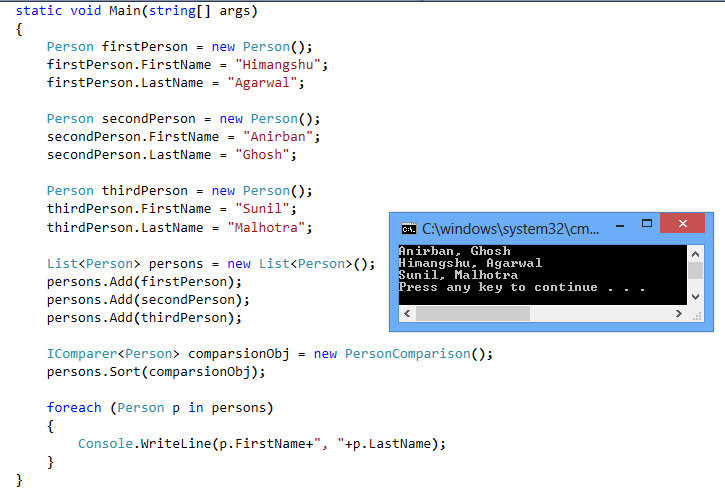 static void Main(string[] args)
{
Person firstPerson = new Person();
firstPerson.FirstName = "Himangshu";
firstPerson.LastName = "Agarwal";
Person secondPerson = new Person();
secondPerson.FirstName = "Anirban";
secondPerson.LastName = "Ghosh";
Person thirdPerson = new Person();
thirdPerson.FirstName = "Sunil";
thirdPerson.LastName = "Malhotra";
List<Person> persons = new List<Person>();
persons.Add(firstPerson);
persons.Add(secondPerson);
persons.Add(thirdPerson);
IComparer<Person> comparsionObj = new PersonComparison();
persons.Sort(comparsionObj);
foreach (Person p in persons)
{
Console.WriteLine(p.FirstName+", "+p.LastName);
}
}
C:\windows\system32\cm...
Anirban, Ghosh
Himangshu, Agarwal
Sunil, Malhotra
Press any key to continue . . .